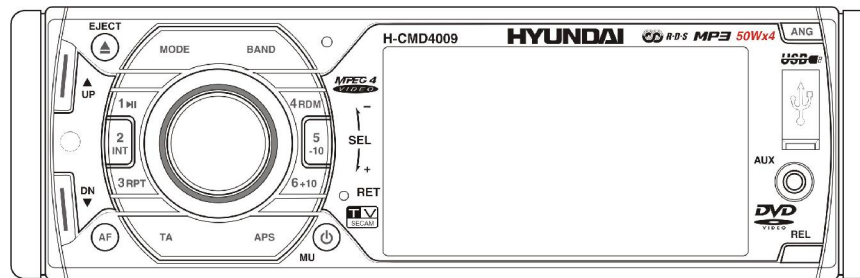 EJECT
MODE
BAND
H-CMD4009
HYUNDAI
R·D·S
MP3
50Wx4
ANG
UP
MPEG 4
VIDEO
USB
1
4 RDM
2
INT
SEL
5
-10
3 RPT
6 +10
AUX
DN
RET
TV
SECAM
DVD
VIDEO
AF
TA
APS
MU
REL